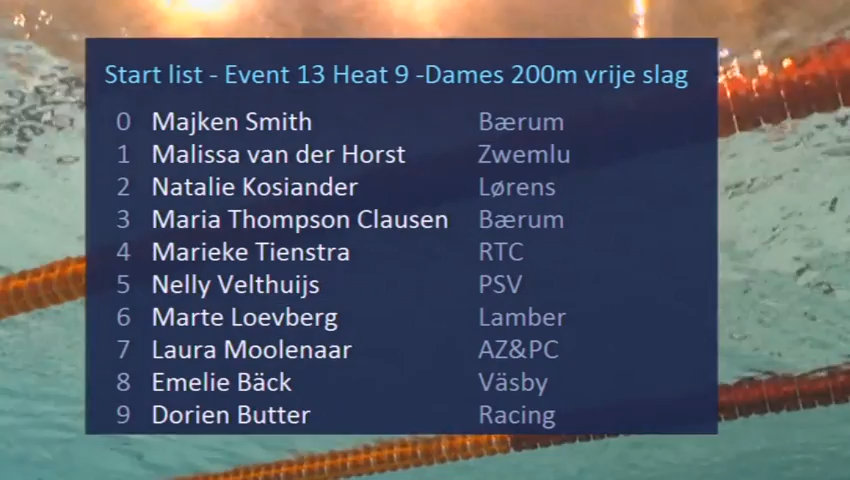 Start list - Event 13 Heat 9 -Dames 200m vrije slag
0 Majken Smith Bærum
1 Malissa van der Horst Zwemlu
2 Natalie Kosiander Lørens
3 Maria Thompson Clausen Bærum
4 Marieke Tienstra RTC
5 Nelly Velthuijs PSV
6 Marte Loevberg Lamber
7 Laura Moolenaar AZ&PC
8 Emelie Bäck Väsby
9 Dorien Butter Racing